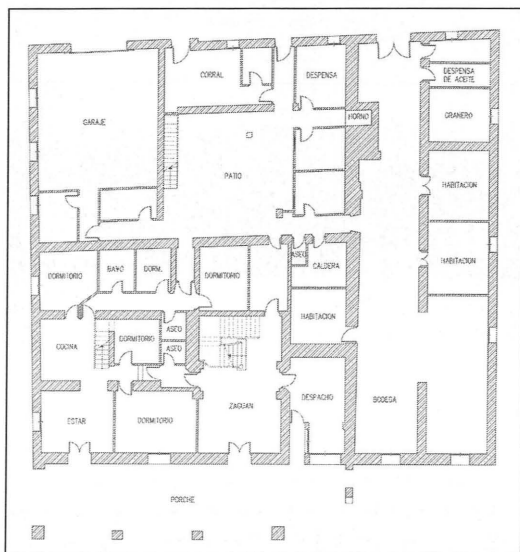 CORRAL
DESPENSA
DESPENSA
DE ACEITE
GARAJE
HORNO
GRANERO
PATIO
HABITACION
DORMITORIO
BAÑO
DORM.
DORMITORIO
ASEO
CALDERA
HABITACION
HABITACION
COCINA
DORMITORIO
ASEO
ASEO
ESTAR
DORMITORIO
ZAGUAN
DESPACHO
BODEGA
PORCHE